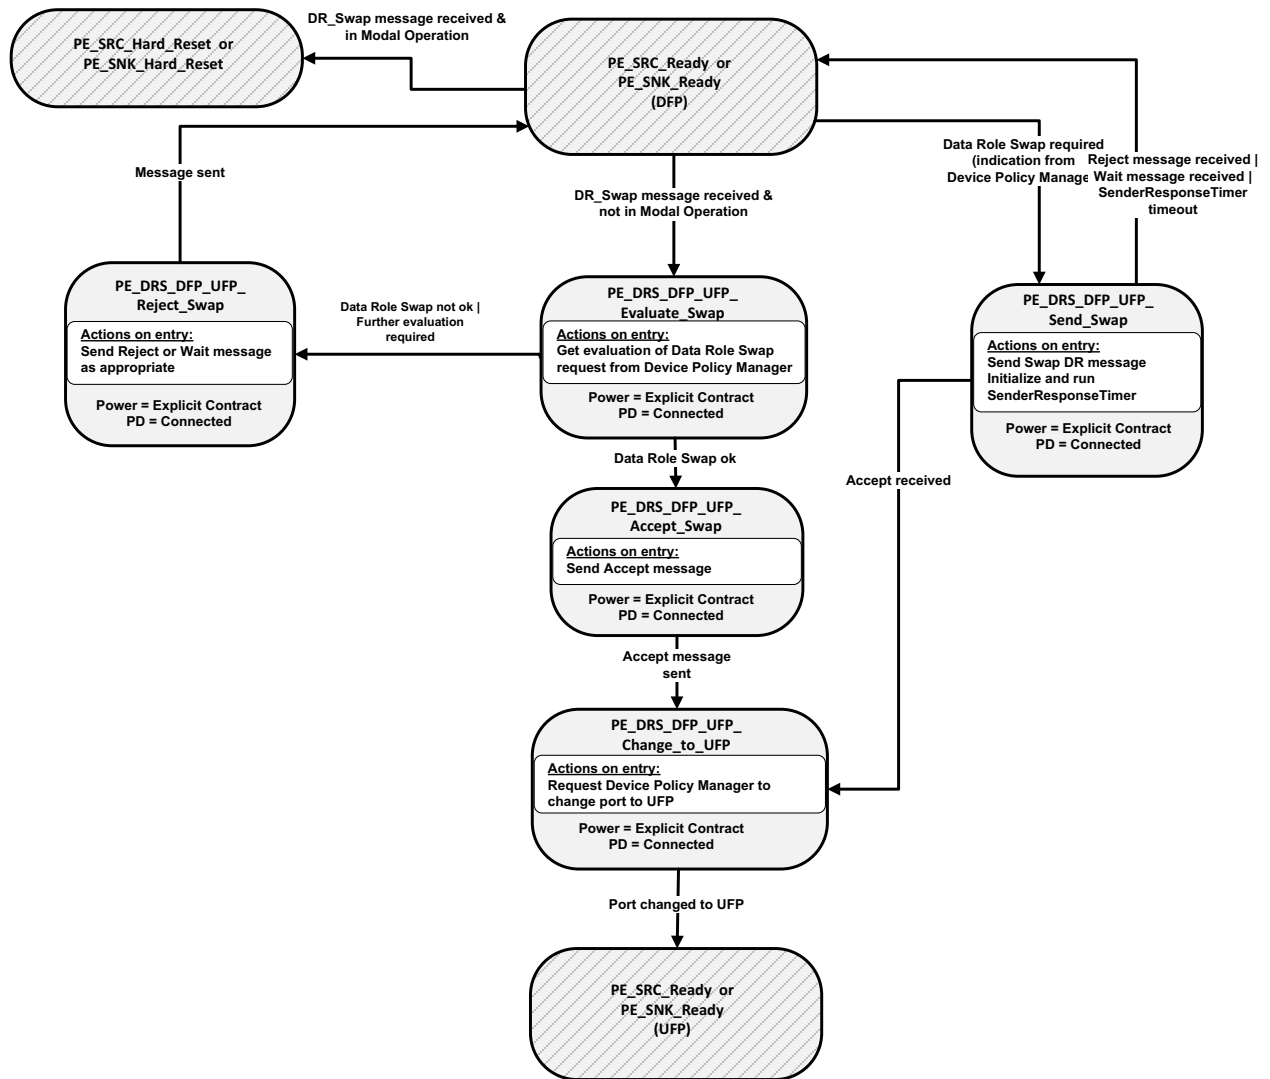 DR_Swap message received &
in Modal Operation
PE_SRC_Hard_Reset or
PE_SNK_Hard_Reset
PE_SRC_Ready or
PE_SNK_Ready
(DFP)
Message sent
DR_Swap message received &
not in Modal Operation
Data Role Swap required
(indication from
Device Policy Manage
Reject message received |
Wait message received |
SenderResponseTimer
timeout
PE_DRS_DFP_UFP_
Reject_Swap
Actions on entry:
Send Reject or Wait message
as appropriate
Power = Explicit Contract
PD = Connected
Data Role Swap not ok |
Further evaluation
required
PE_DRS_DFP_UFP_
Evaluate_Swap
Actions on entry:
Get evaluation of Data Role Swap
request from Device Policy Manager
Power = Explicit Contract
PD = Connected
PE_DRS_DFP_UFP_
Send_Swap
Actions on entry:
Send Swap DR message
Initialize and run
SenderResponseTimer
Power = Explicit Contract
PD = Connected
Data Role Swap ok
Accept received
PE_DRS_DFP_UFP_
Accept_Swap
Actions on entry:
Send Accept message
Power = Explicit Contract
PD = Connected
Accept message
sent
PE_DRS_DFP_UFP_
Change_to_UFP
Actions on entry:
Request Device Policy Manager to
change port to UFP
Power = Explicit Contract
PD = Connected
Port changed to UFP
PE_SRC_Ready or
PE_SNK_Ready
(UFP)